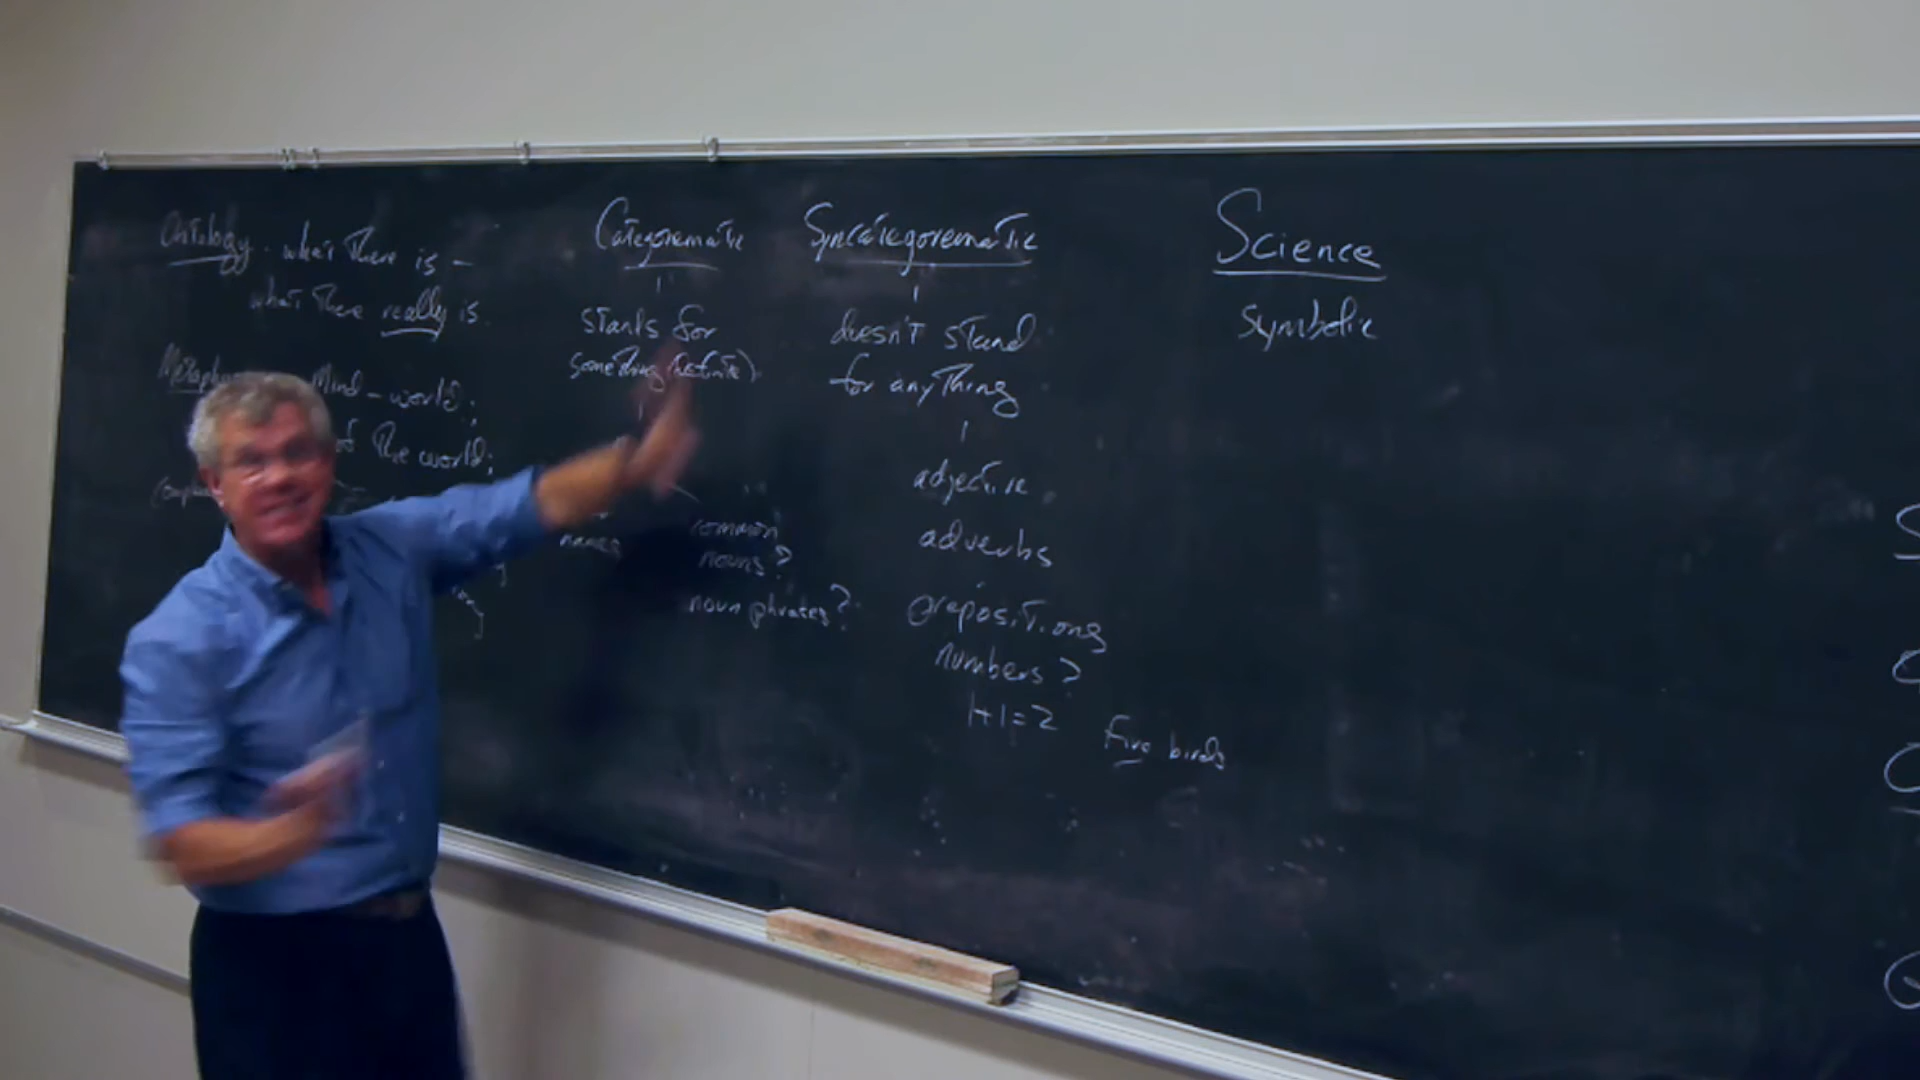 Ontology - what there is -
what there really is.
Mind - world;
of the world;
Categorematic
stands for
something (definite)
names
common
nouns?
noun phrases?
Syncategorematic
doesn't stand
for anything
adjective
adverbs
prepositions
numbers?
1+1=2
five birds
Science
symbolic